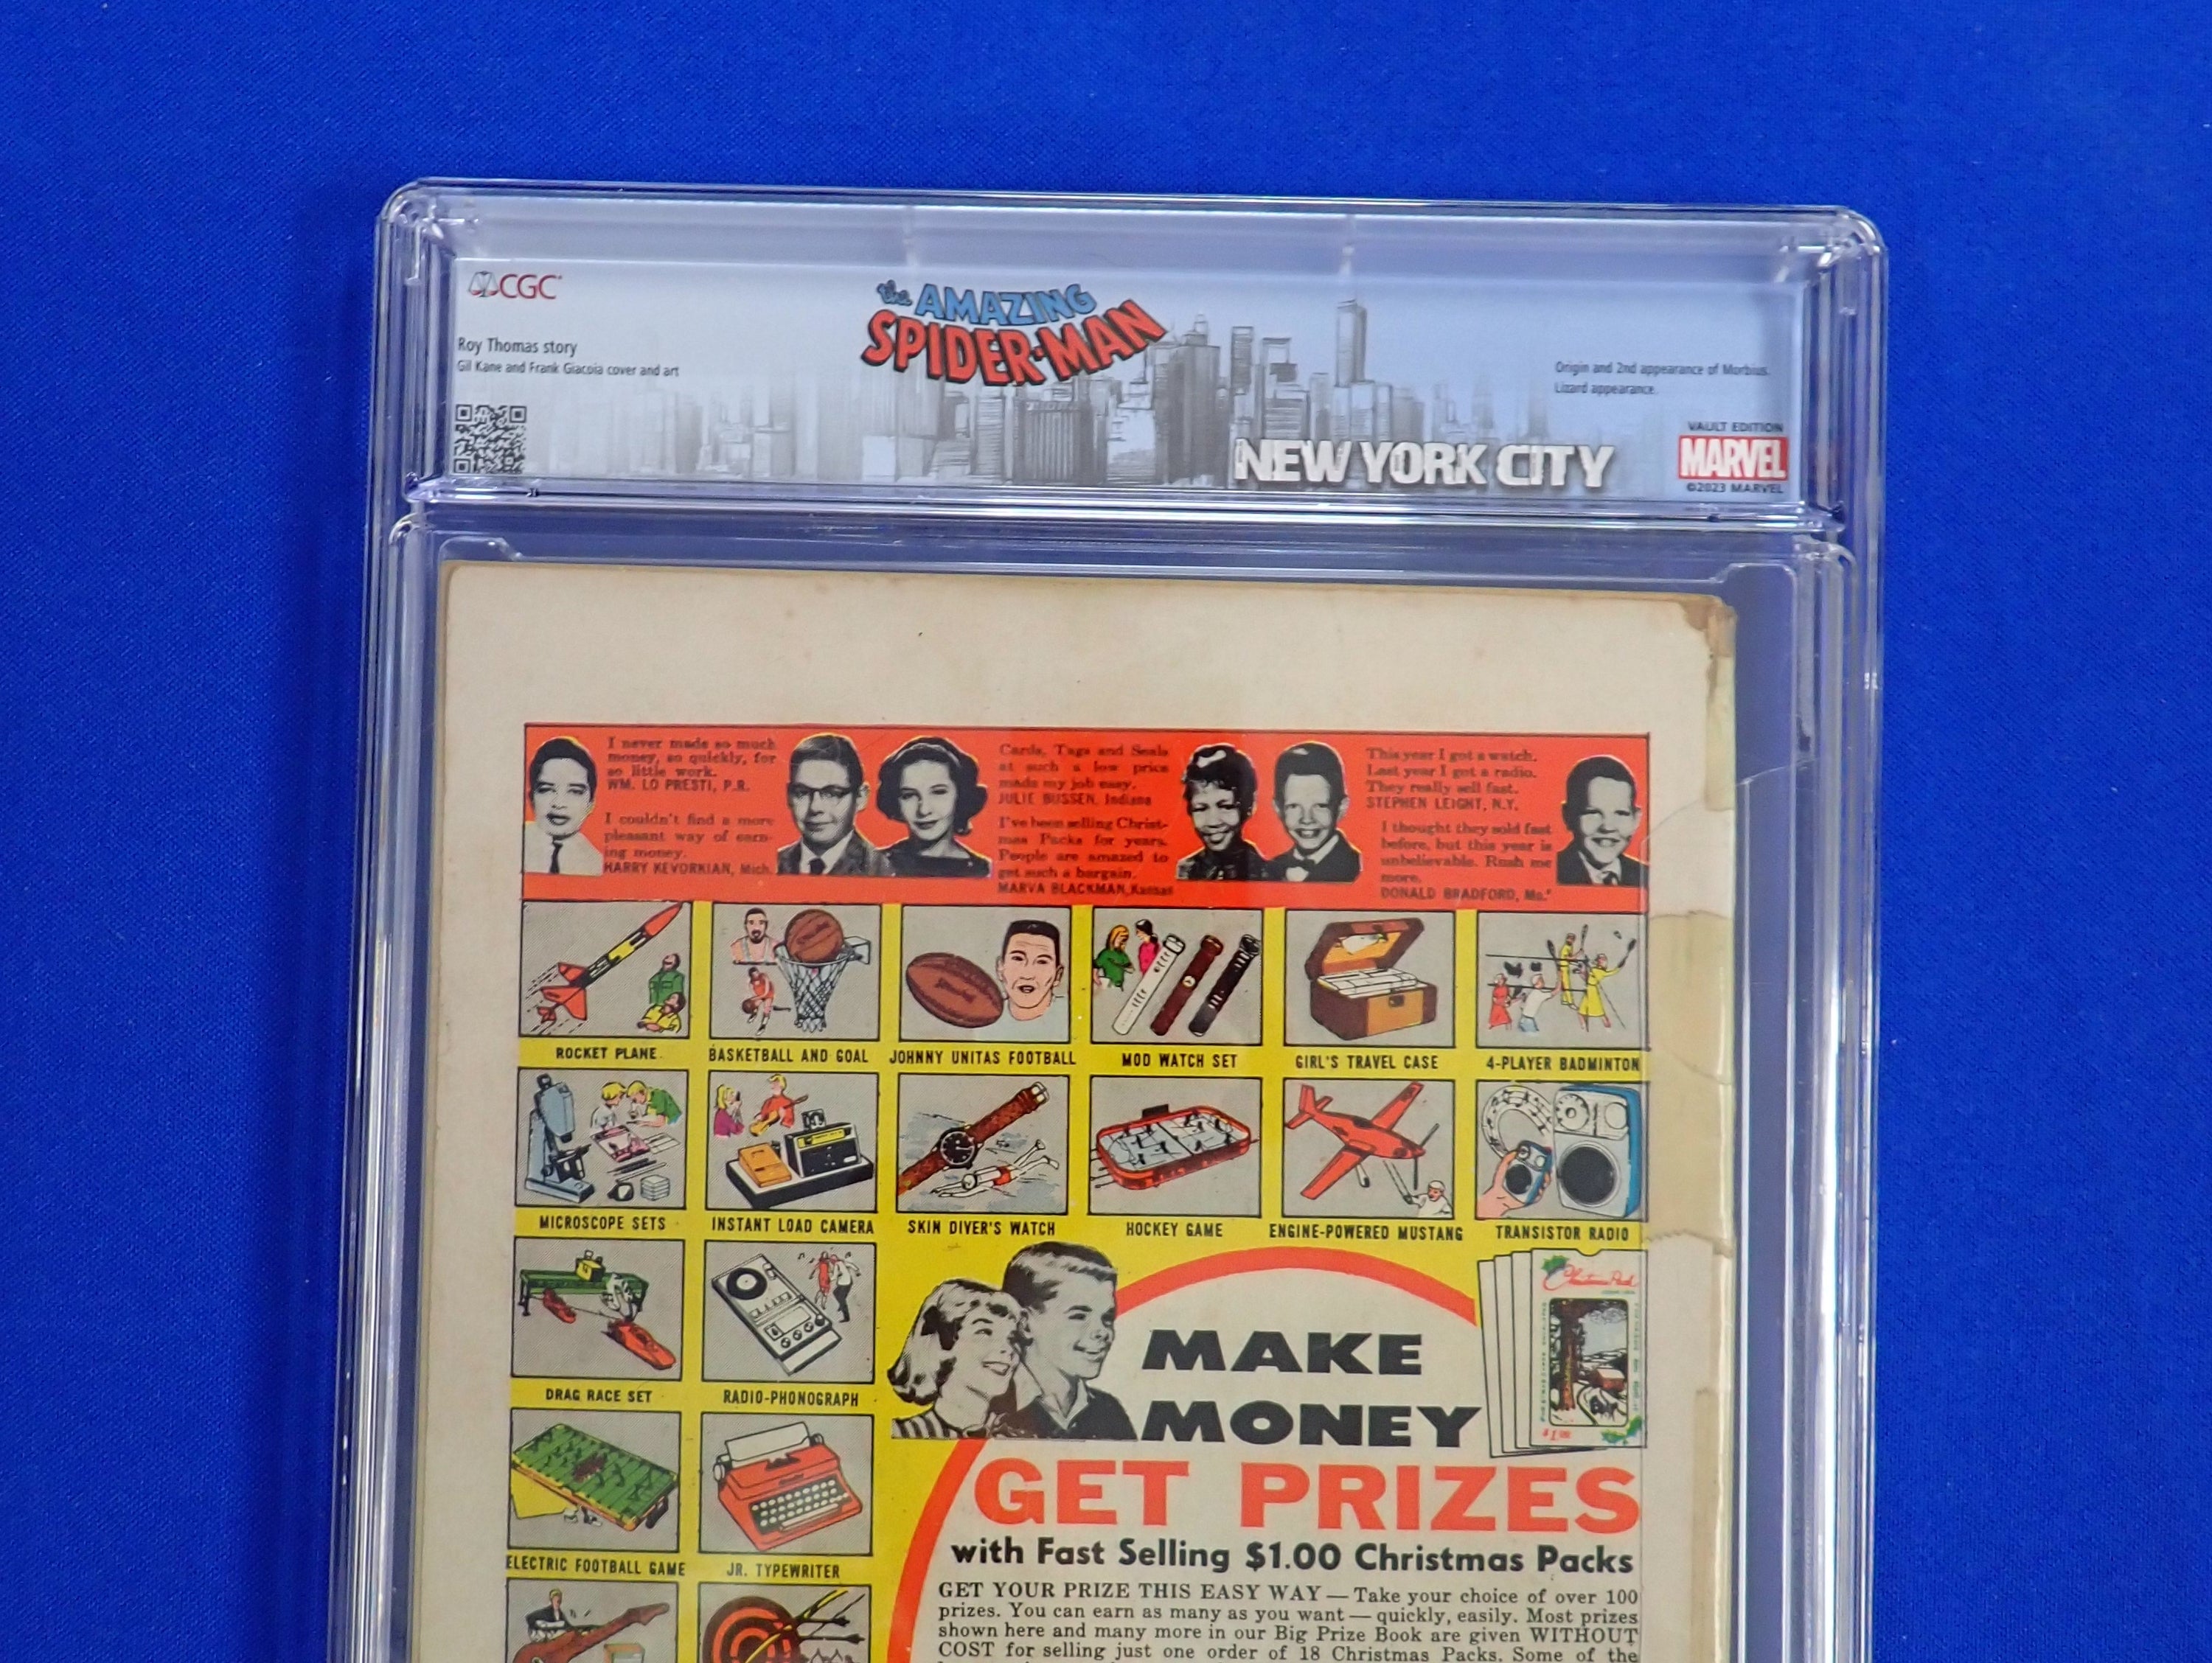 CGC
the AMAZING
SPIDER-MAN
Roy Thomas story
Gil Kane and Frank Giacoia cover and art
Origin and 2nd appearance of Morbius.
Lizard appearance.
NEW YORK CITY
VAULT EDITION
MARVEL
©2023 MARVEL
I never made so much
money, so quickly, for
so little work.
WM. LO PRESTI, P.R.
I couldn't find a more
pleasant way of earn-
ing money.
HARRY KEVORKIAN, Mich.
Cards, Tags and Seals
at such a low price
made my job easy.
JULIE BUSSEN, Indiana
I've been selling Christ-
mas Packs for years.
People are amazed to
get such a bargain.
MARVA BLACKMAN, Kansas
This year I got a watch.
Last year I got a radio.
They really sell fast.
STEPHEN LEIGHT, N.Y.
I thought they sold fast
before, but this year is
unbelievable. Rush me
more.
DONALD BRADFORD, Mo.
ROCKET PLANE
BASKETBALL AND GOAL
JOHNNY UNITAS FOOTBALL
MOD WATCH SET
GIRL'S TRAVEL CASE
4-PLAYER BADMINTON
MICROSCOPE SETS
INSTANT LOAD CAMERA
SKIN DIVER'S WATCH
HOCKEY GAME
ENGINE-POWERED MUSTANG
TRANSISTOR RADIO
DRAG RACE SET
RADIO-PHONOGRAPH
ELECTRIC FOOTBALL GAME
JR. TYPEWRITER
MAKE
MONEY
GET PRIZES
with Fast Selling $1.00 Christmas Packs
GET YOUR PRIZE THIS EASY WAY — Take your choice of over 100
prizes. You can earn as many as you want — quickly, easily. Most prizes
shown here and many more in our Big Prize Book are given WITHOUT
COST for selling just one order of 18 Christmas Packs. Some of the